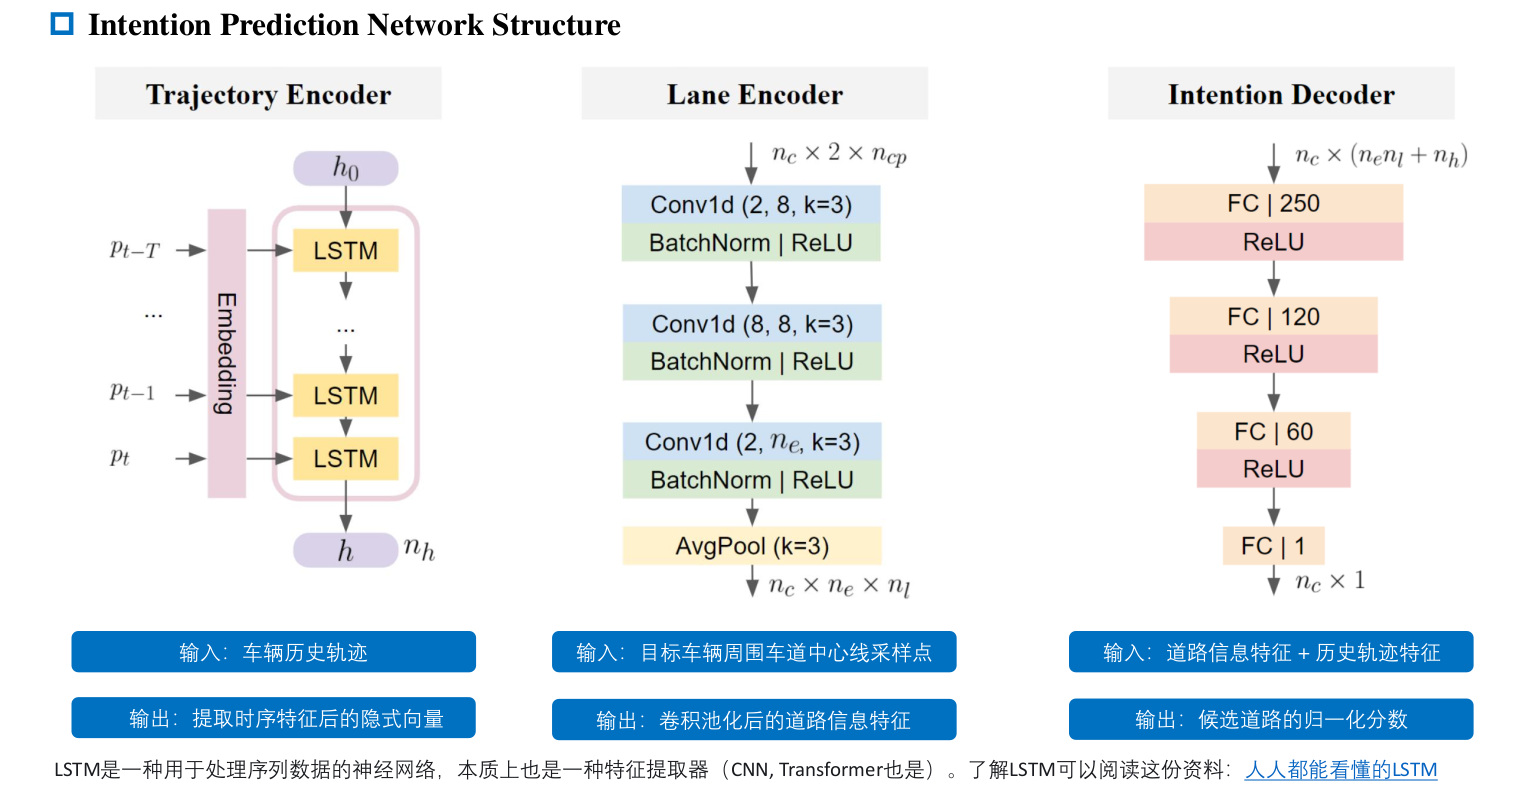 Intention Prediction Network Structure
Trajectory Encoder
h_0
p_{t-T}
LSTM
...
...
Embedding
p_{t-1}
LSTM
p_t
LSTM
h
n_h
输入：车辆历史轨迹
输出：提取时序特征后的隐式向量
Lane Encoder
n_c × 2 × n_{cp}
Conv1d (2, 8, k=3)
BatchNorm | ReLU
Conv1d (8, 8, k=3)
BatchNorm | ReLU
Conv1d (2, n_e, k=3)
BatchNorm | ReLU
AvgPool (k=3)
n_c × n_e × n_l
输入：目标车辆周围车道中心线采样点
输出：卷积池化后的道路信息特征
Intention Decoder
n_c × (n_e n_l + n_h)
FC | 250
ReLU
FC | 120
ReLU
FC | 60
ReLU
FC | 1
n_c × 1
输入：道路信息特征 + 历史轨迹特征
输出：候选道路的归一化分数
LSTM是一种用于处理序列数据的神经网络，本质上也是一种特征提取器（CNN, Transformer也是）。了解LSTM可以阅读这份资料：人人都能看懂的LSTM